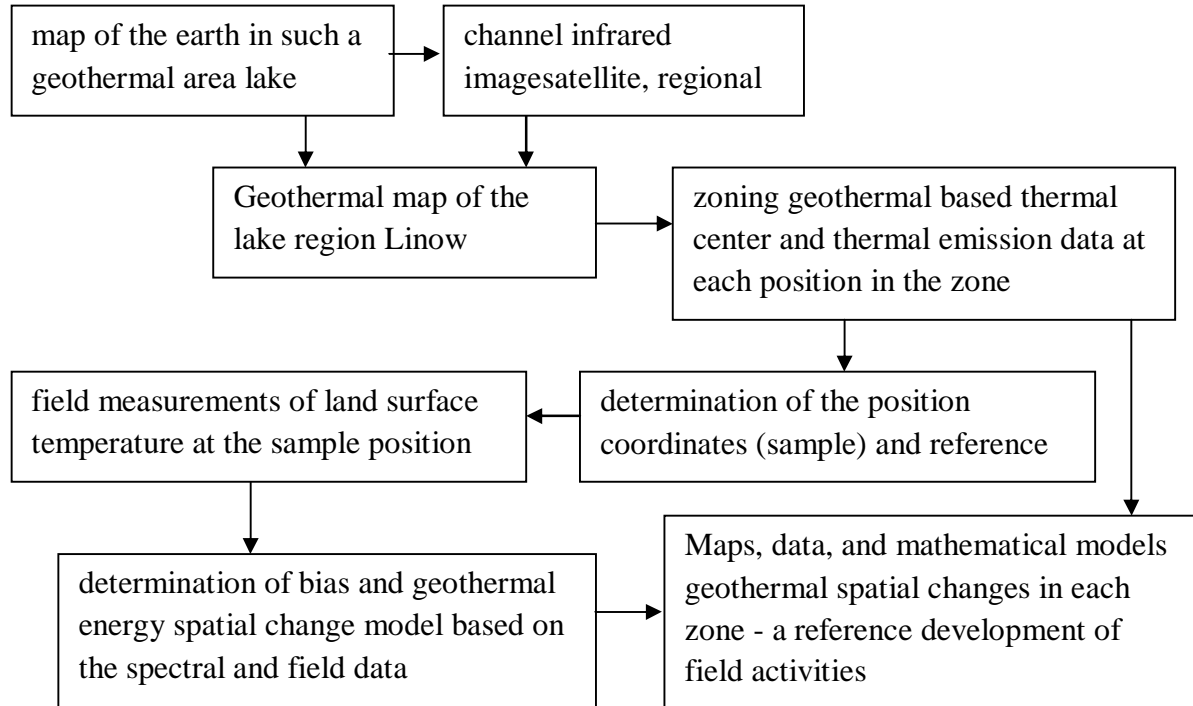 map of the earth in such a
geothermal area lake
channel infrared
imagesatellite, regional
Geothermal map of the
lake region Linow
zoning geothermal based thermal
center and thermal emission data at
each position in the zone
field measurements of land surface
temperature at the sample position
determination of the position
coordinates (sample) and reference
determination of bias and geothermal
energy spatial change model based on
the spectral and field data
Maps, data, and mathematical models
geothermal spatial changes in each
zone - a reference development of
field activities